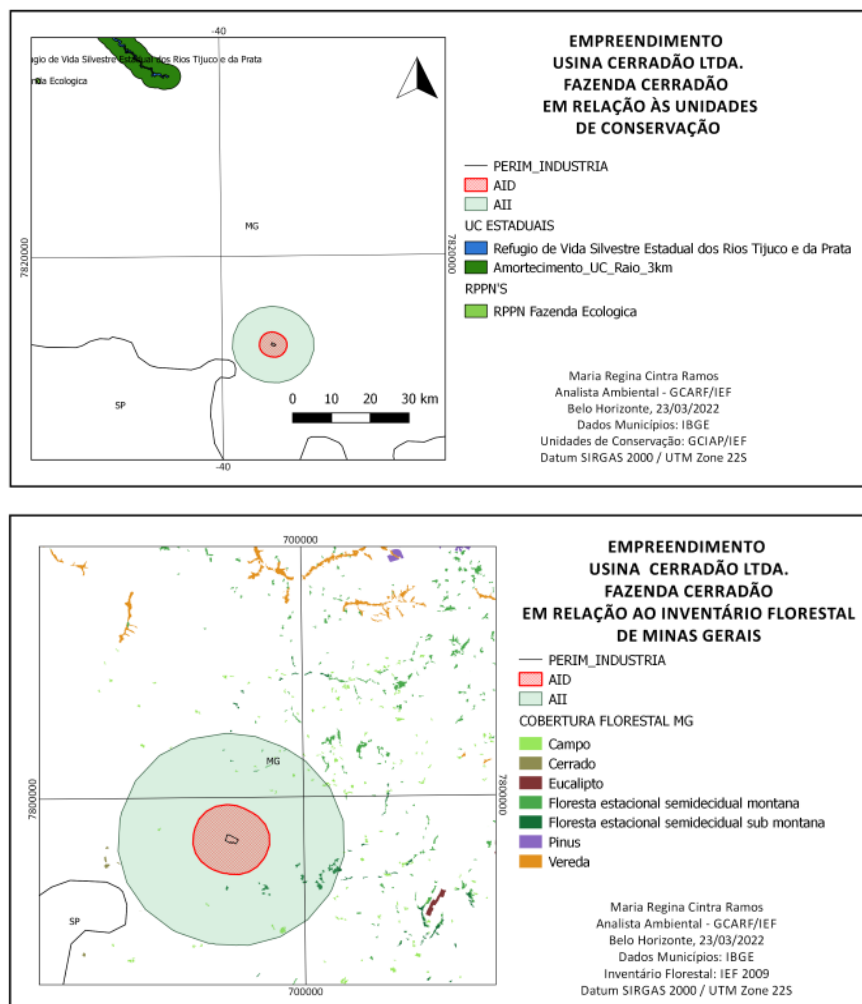 -40
ugio de Vida Silvestre Estadual dos Rios Tijuco e da Prata
nda Ecologica
MG
7820000
7820000
SP
0 10 20 30 km
-40
EMPREENDIMENTO
USINA CERRADÃO LTDA.
FAZENDA CERRADÃO
EM RELAÇÃO ÀS UNIDADES
DE CONSERVAÇÃO
PERIM_INDUSTRIA
AID
AII
UC ESTADUAIS
Refugio de Vida Silvestre Estadual dos Rios Tijuco e da Prata
Amortecimento_UC_Raio_3km
RPPN'S
RPPN Fazenda Ecologica
Maria Regina Cintra Ramos
Analista Ambiental - GCARF/IEF
Belo Horizonte, 23/03/2022
Dados Municípios: IBGE
Unidades de Conservação: GCIAP/IEF
Datum SIRGAS 2000 / UTM Zone 22S
700000
MG
7800000
7800000
SP
700000
EMPREENDIMENTO
USINA CERRADÃO LTDA.
FAZENDA CERRADÃO
EM RELAÇÃO AO INVENTÁRIO FLORESTAL
DE MINAS GERAIS
PERIM_INDUSTRIA
AID
AII
COBERTURA FLORESTAL MG
Campo
Cerrado
Eucalipto
Floresta estacional semidecidual montana
Floresta estacional semidecidual sub montana
Pinus
Vereda
Maria Regina Cintra Ramos
Analista Ambiental - GCARF/IEF
Belo Horizonte, 23/03/2022
Dados Municípios: IBGE
Inventário Florestal: IEF 2009
Datum SIRGAS 2000 / UTM Zone 22S